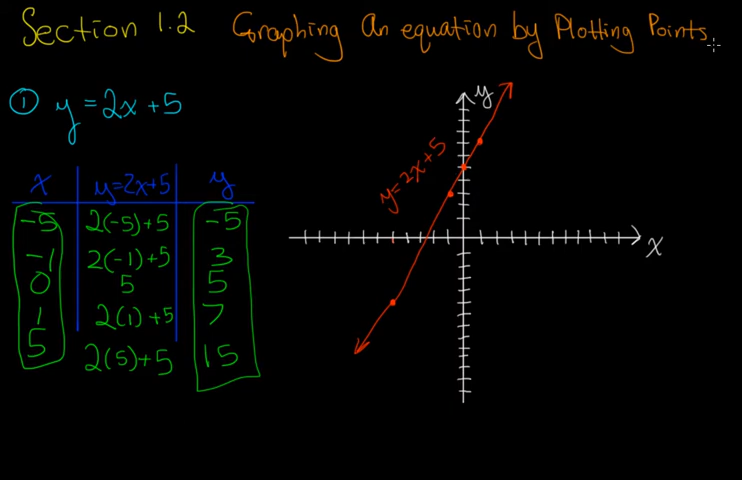 Section 1.2 Graphing An equation by Plotting Points
① y = 2x + 5
x y=2x+5 y
-5 2(-5)+5 -5
-1 2(-1)+5 3
0 5 5
1 2(1)+5 7
5 2(5)+5 15
y
y=2x+5
x